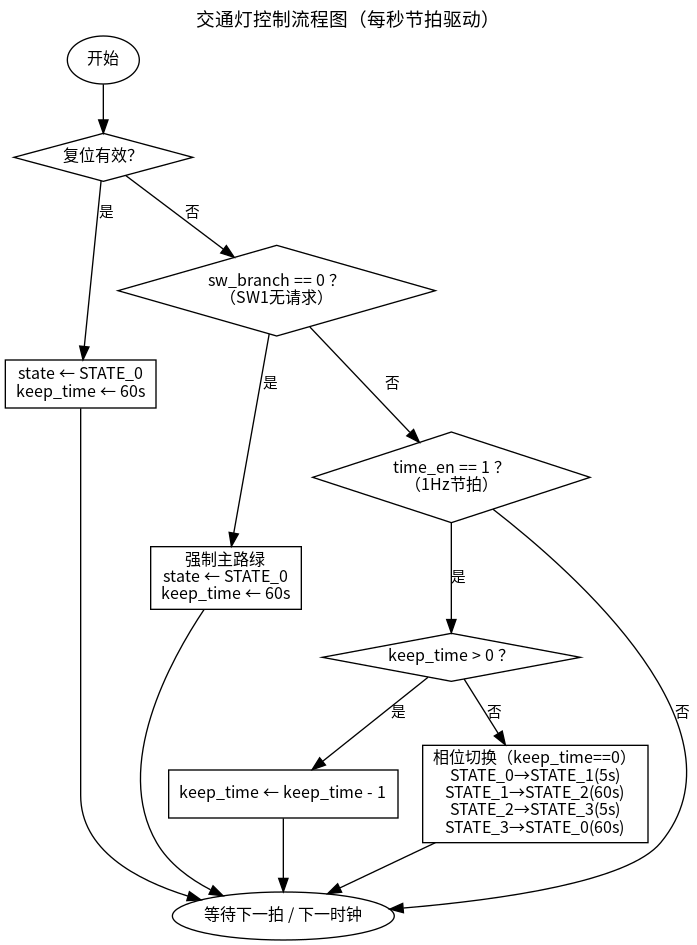 交通灯控制流程图（每秒节拍驱动）
开始
复位有效？
是
否
sw_branch == 0 ？
（SW1无请求）
state ← STATE_0
keep_time ← 60s
是
否
time_en == 1 ？
（1Hz节拍）
强制主路绿
state ← STATE_0
keep_time ← 60s
是
keep_time > 0 ？
是
否
否
keep_time ← keep_time - 1
相位切换（keep_time==0）
STATE_0→STATE_1(5s)
STATE_1→STATE_2(60s)
STATE_2→STATE_3(5s)
STATE_3→STATE_0(60s)
等待下一拍 / 下一时钟